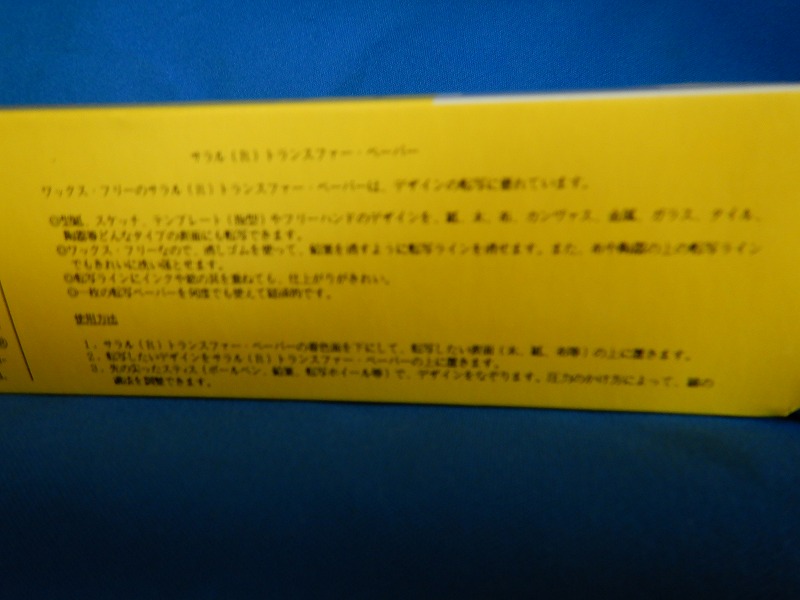 サラル(R)トランスファー・ペーパー
ワックス・フリーのサラル(R)トランスファー・ペーパーは、デザインの転写に優れています。
◎型紙、スケッチ、テンプレート(抜型)やフリーハンドのデザインを、紙、木、布、カンヴァス、金属、ガラス、タイル、
陶器等どんなタイプの表面にも転写できます。
◎ワックス・フリーなので、消しゴムを使って、鉛筆を消すように転写ラインを消せます。また、布や陶器の上の転写ライン
でもきれいに洗い落とせます。
◎転写ラインにインクや絵の具を重ねても、仕上がりがきれい。
◎一枚の転写ペーパーを何度でも使えて経済的です。
使用方法
1.サラル(R)トランスファー・ペーパーの着色面を下にして、転写したい表面(木、紙、布等)の上に置きます。
2.転写したいデザインをサラル(R)トランスファー・ペーパーの上に置きます。
3.先の尖ったスティス(ボールペン、鉛筆、転写ホイール等)で、デザインをなぞります。圧力のかけ方によって、線の
濃淡を調整できます。